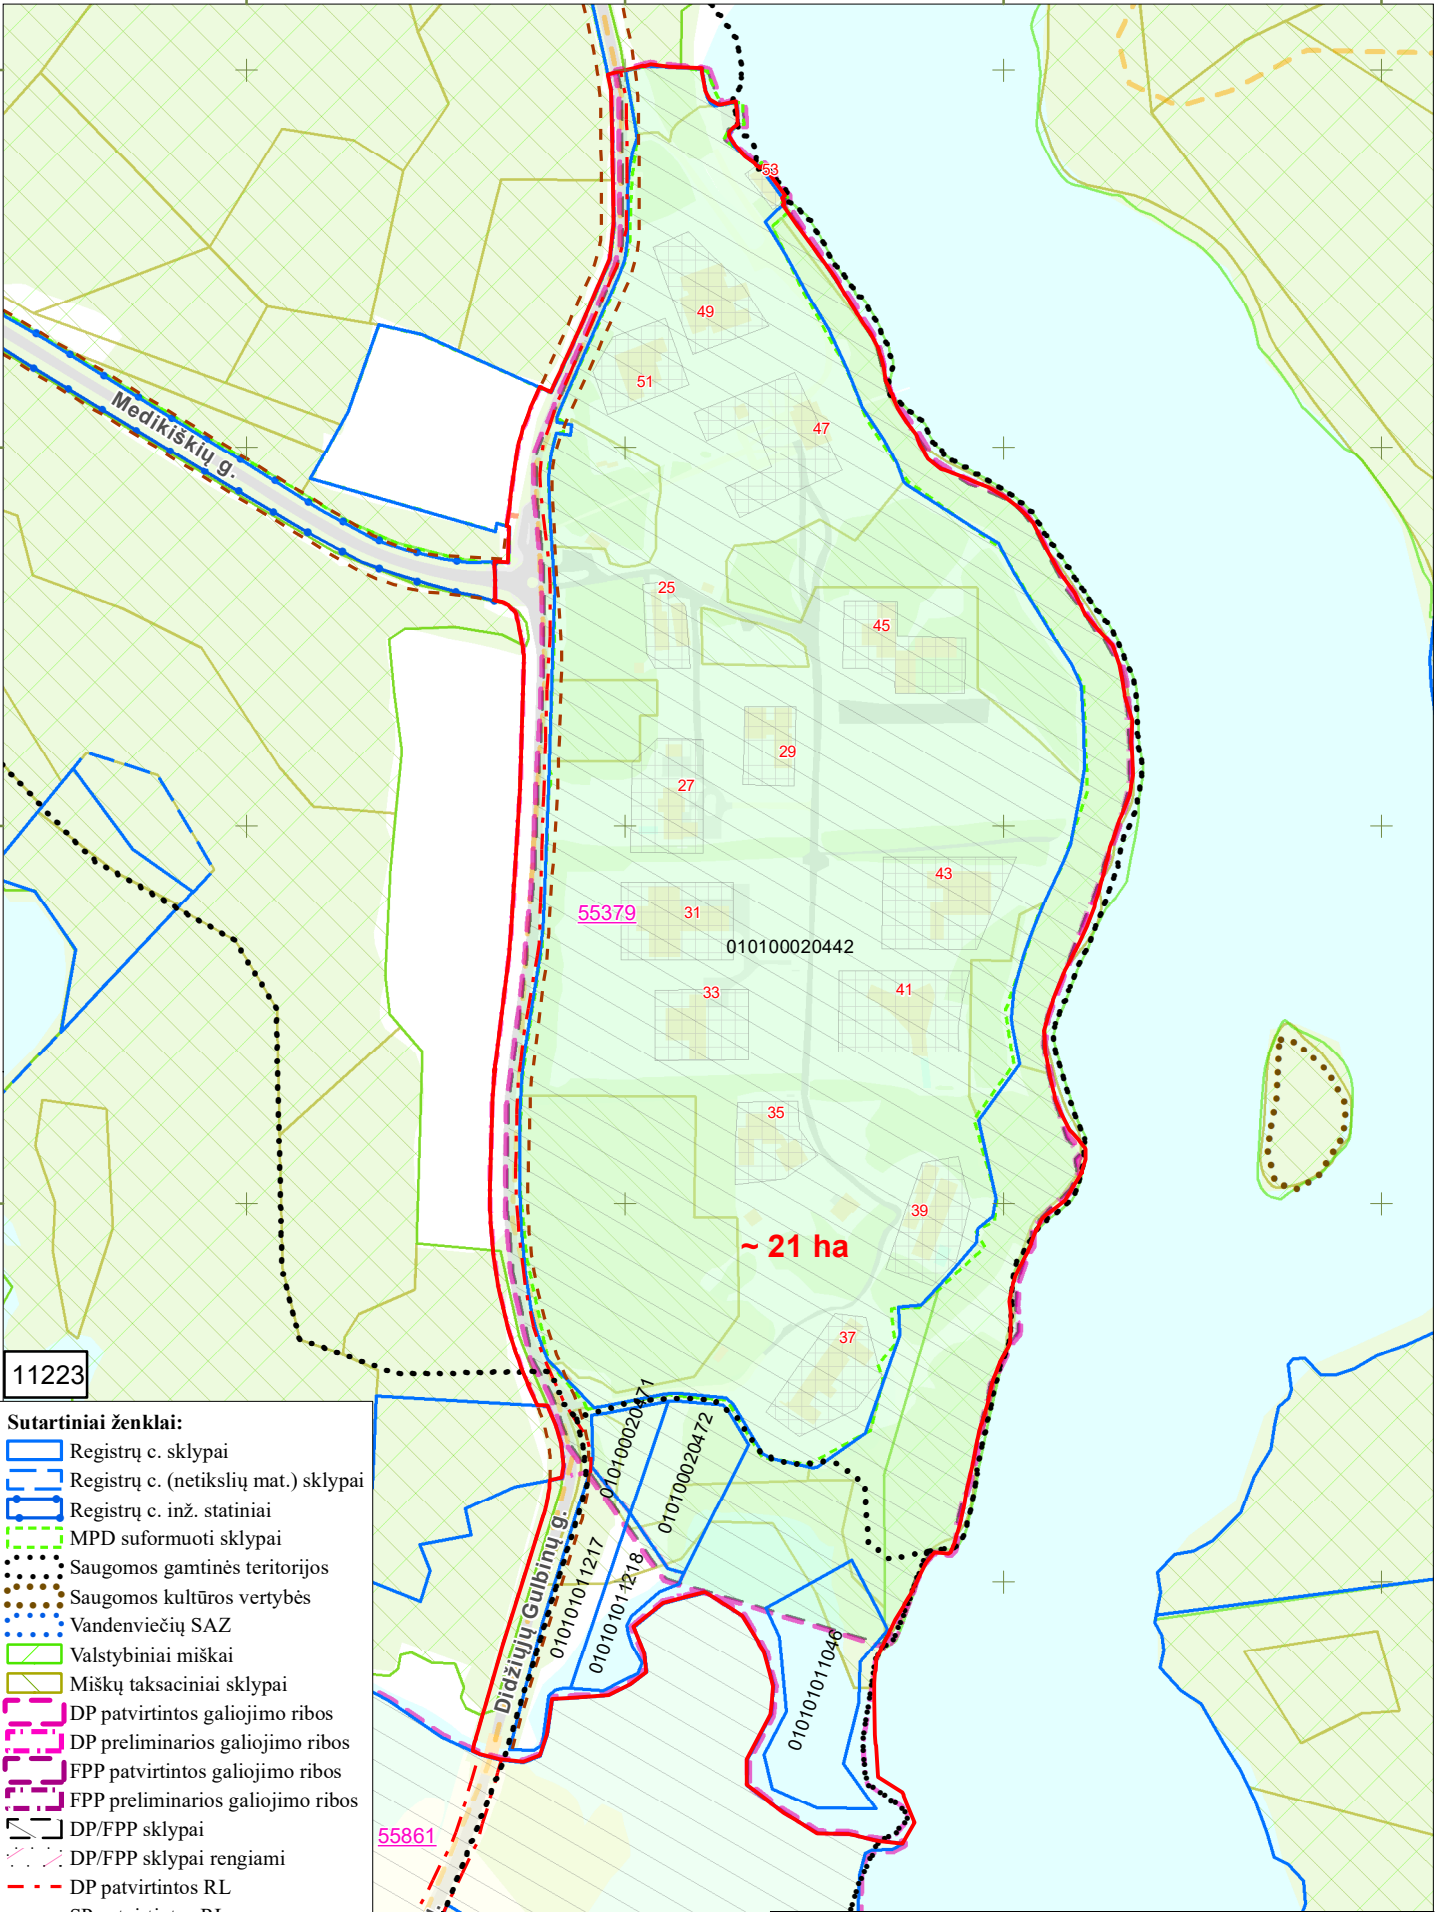 53
49
51
47
Medikiškių g.
25
45
29
27
43
55379
31
010100020442
33
41
35
39
~ 21 ha
37
11223
010100020471
010100020472
010101011217
010101011218
010101011046
Didžiųjų Gulbinų g.
55861
Sutartiniai ženklai:
Registrų c. sklypai
Registrų c. (netikslių mat.) sklypai
Registrų c. inž. statiniai
MPD suformuoti sklypai
Saugomos gamtinės teritorijos
Saugomos kultūros vertybės
Vandenviečių SAZ
Valstybiniai miškai
Miškų taksaciniai sklypai
DP patvirtintos galiojimo ribos
DP preliminarios galiojimo ribos
FPP patvirtintos galiojimo ribos
FPP preliminarios galiojimo ribos
DP/FPP sklypai
DP/FPP sklypai rengiami
DP patvirtintos RL